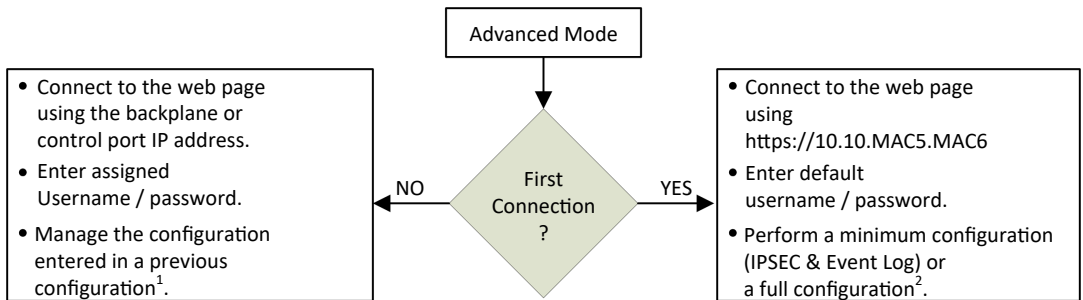 Advanced Mode
• Connect to the web page
using the backplane or
control port IP address.
• Enter assigned
Username / password.
• Manage the configuration
entered in a previous
configuration¹.
NO
First
Connection
?
YES
• Connect to the web page
using
https://10.10.MAC5.MAC6
• Enter default
username / password.
• Perform a minimum configuration
(IPSEC & Event Log) or
a full configuration².